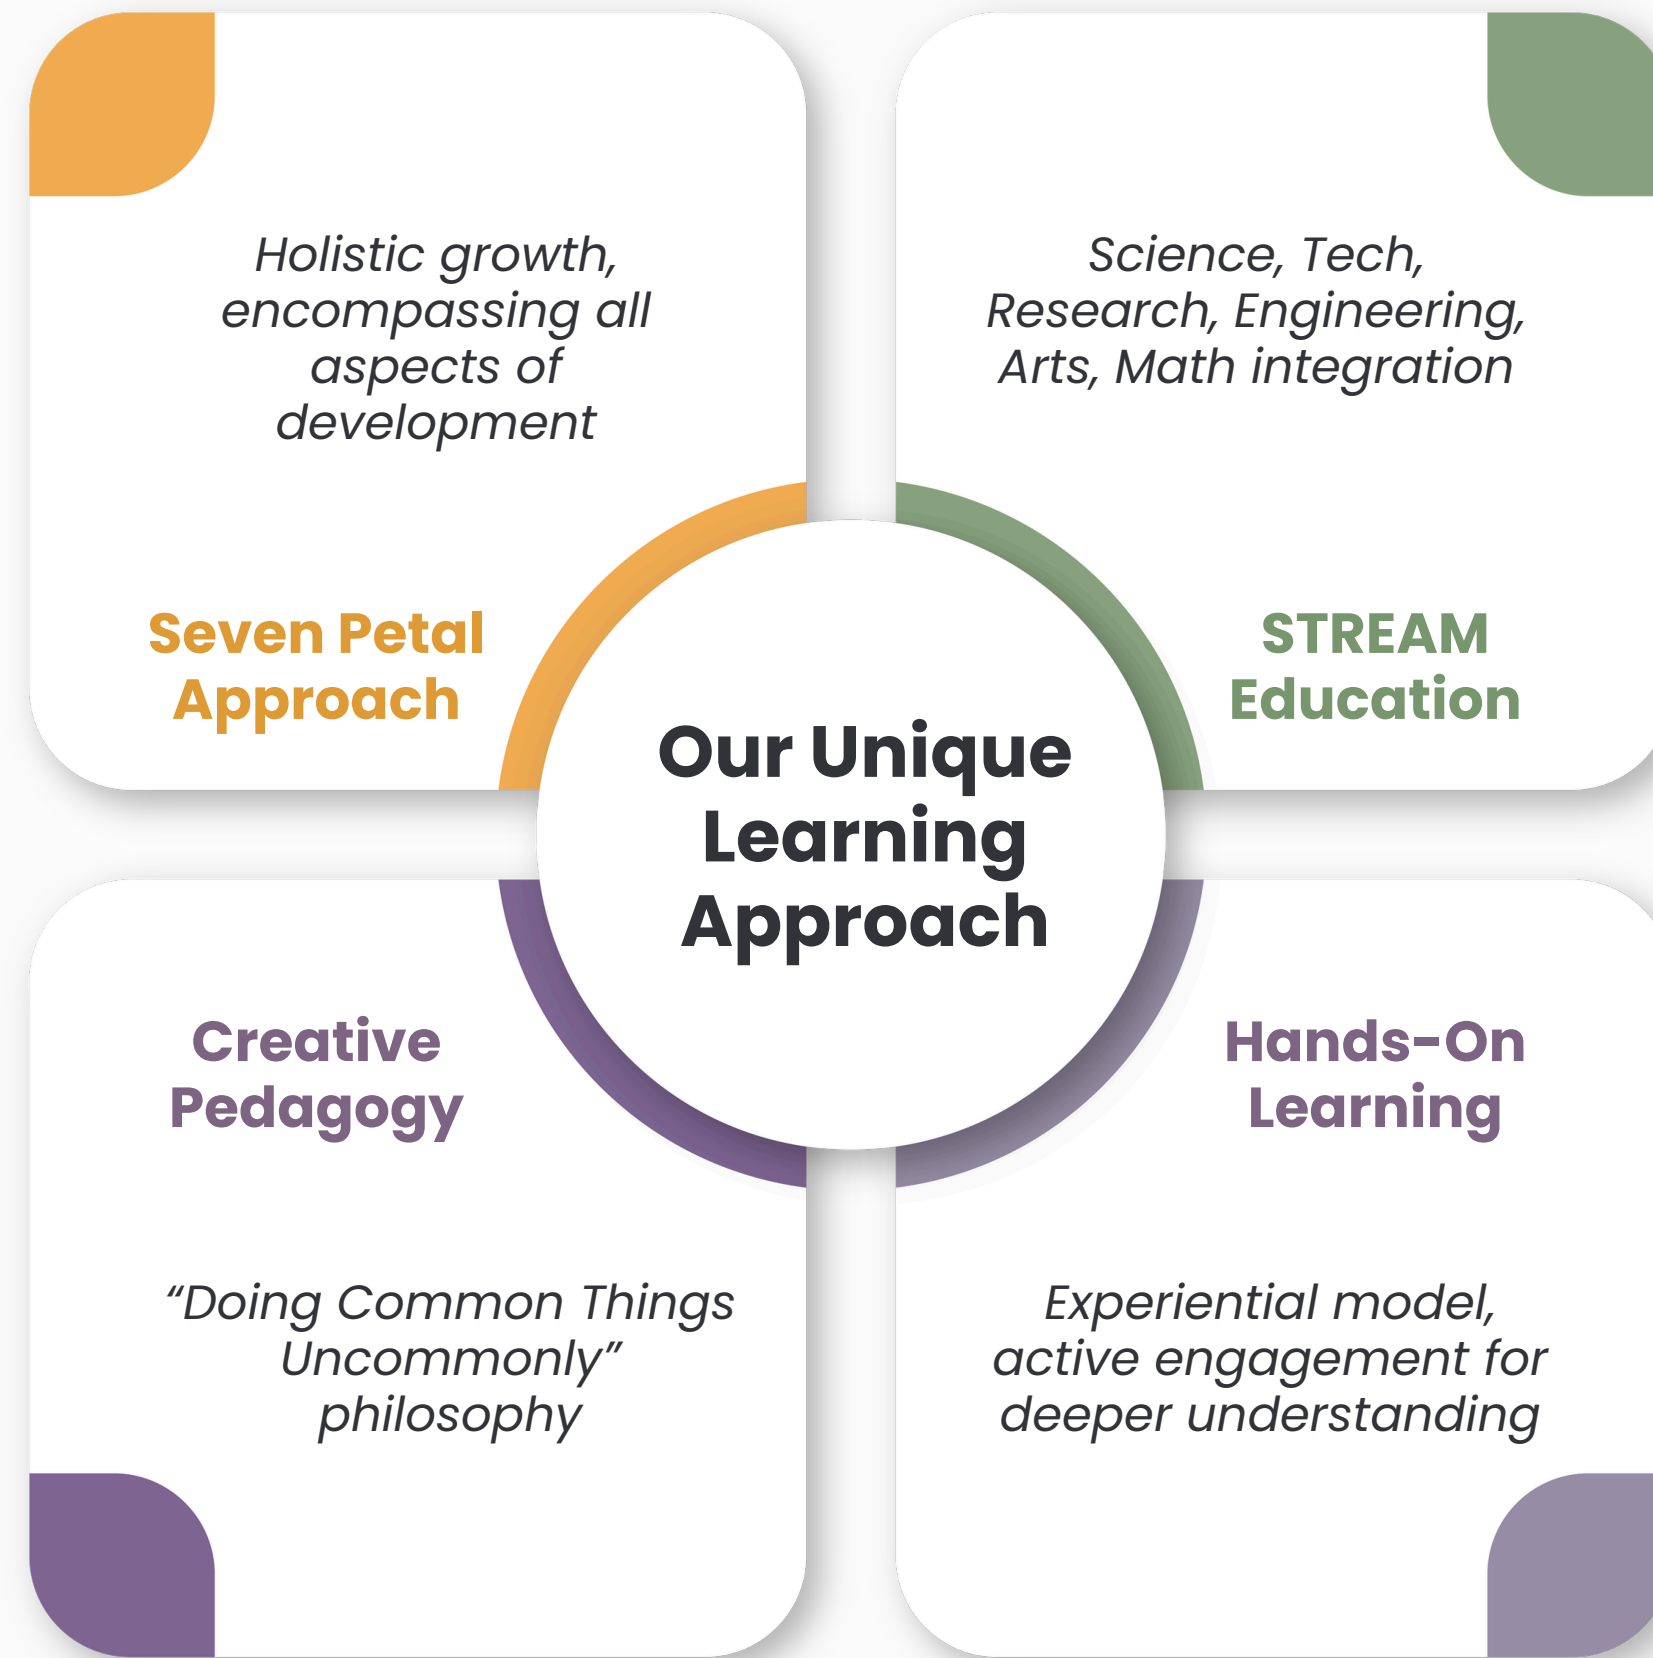 Holistic growth,
encompassing all
aspects of
development
Seven Petal
Approach
Science, Tech,
Research, Engineering,
Arts, Math integration
STREAM
Education
Our Unique
Learning
Approach
Creative
Pedagogy
“Doing Common Things
Uncommonly”
philosophy
Hands-On
Learning
Experiential model,
active engagement for
deeper understanding